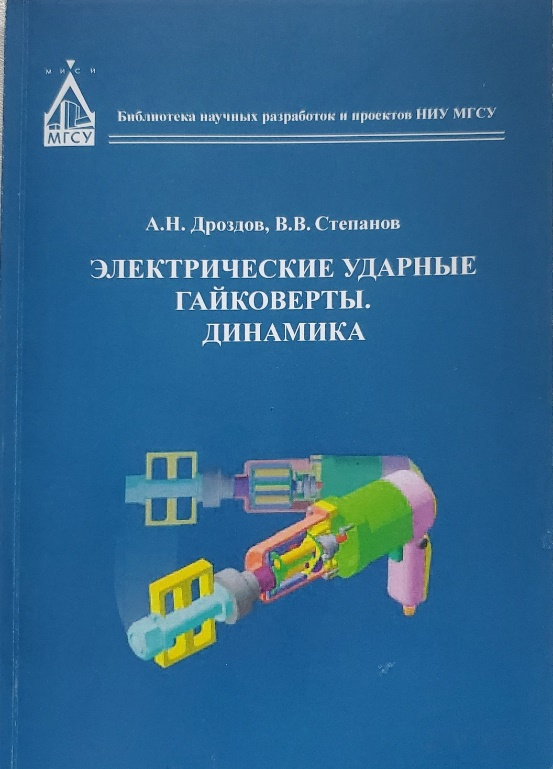 МИСИ
МГСУ
Библиотека научных разработок и проектов НИУ МГСУ
А.Н. Дроздов, В.В. Степанов
ЭЛЕКТРИЧЕСКИЕ УДАРНЫЕ
ГАЙКОВЕРТЫ.
ДИНАМИКА